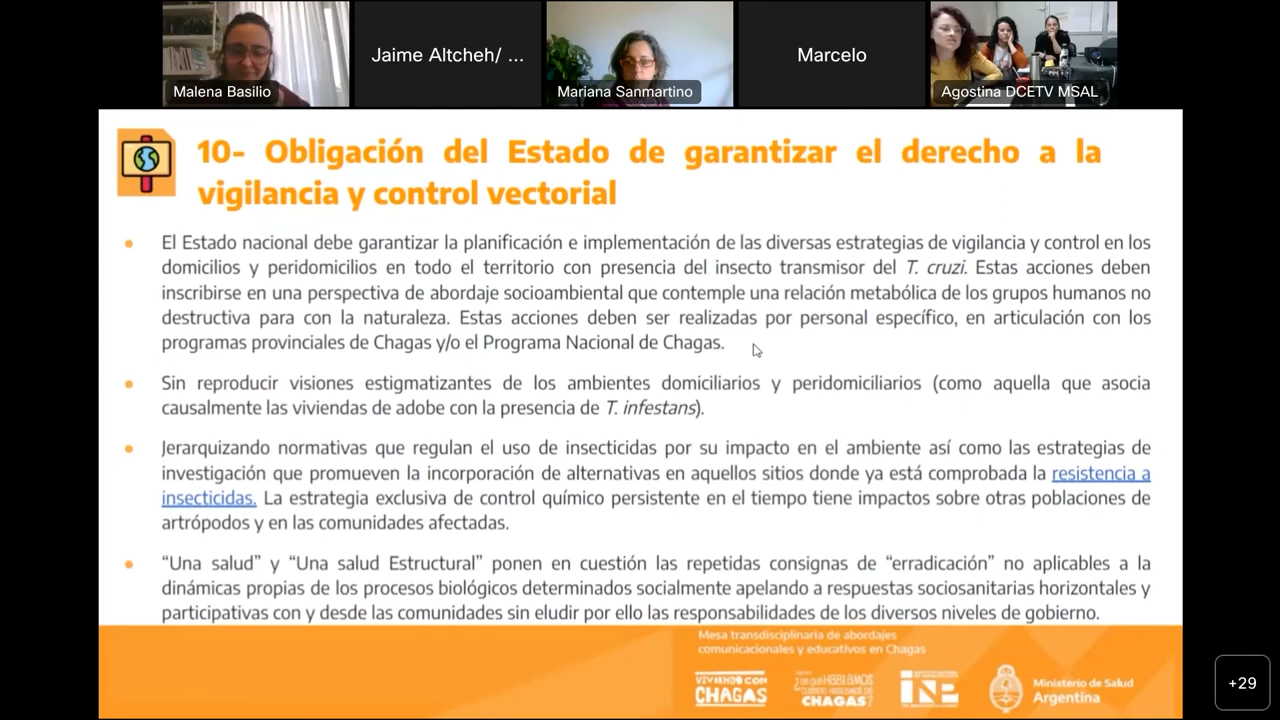 Malena Basilio
Jaime Altcheh/ ...
Mariana Sanmartino
Marcelo
Agostina DCETV MSAL
10- Obligación del Estado de garantizar el derecho a la
vigilancia y control vectorial
• El Estado nacional debe garantizar la planificación e implementación de las diversas estrategias de vigilancia y control en los
domicilios y peridomicilios en todo el territorio con presencia del insecto transmisor del T. cruzi. Estas acciones deben
inscribirse en una perspectiva de abordaje socioambiental que contemple una relación metabólica de los grupos humanos no
destructiva para con la naturaleza. Estas acciones deben ser realizadas por personal específico, en articulación con los
programas provinciales de Chagas y/o el Programa Nacional de Chagas.
• Sin reproducir visiones estigmatizantes de los ambientes domiciliarios y peridomiciliarios (como aquella que asocia
causalmente las viviendas de adobe con la presencia de T. infestans).
• Jerarquizando normativas que regulan el uso de insecticidas por su impacto en el ambiente así como las estrategias de
investigación que promueven la incorporación de alternativas en aquellos sitios donde ya está comprobada la resistencia a
insecticidas. La estrategia exclusiva de control químico persistente en el tiempo tiene impactos sobre otras poblaciones de
artrópodos y en las comunidades afectadas.
• “Una salud” y “Una salud Estructural” ponen en cuestión las repetidas consignas de “erradicación” no aplicables a la
dinámicas propias de los procesos biológicos determinados socialmente apelando a respuestas sociosanitarias horizontales y
participativas con y desde las comunidades sin eludir por ello las responsabilidades de los diversos niveles de gobierno.
Mesa transdisciplinaria de abordajes
comunicacionales y educativos en Chagas
VIVIENDO CON
CHAGAS
¿DE QUÉ HABLAMOS
CUANDO HABLAMOS DE
CHAGAS?
INP
Ministerio de Salud
Argentina
+29